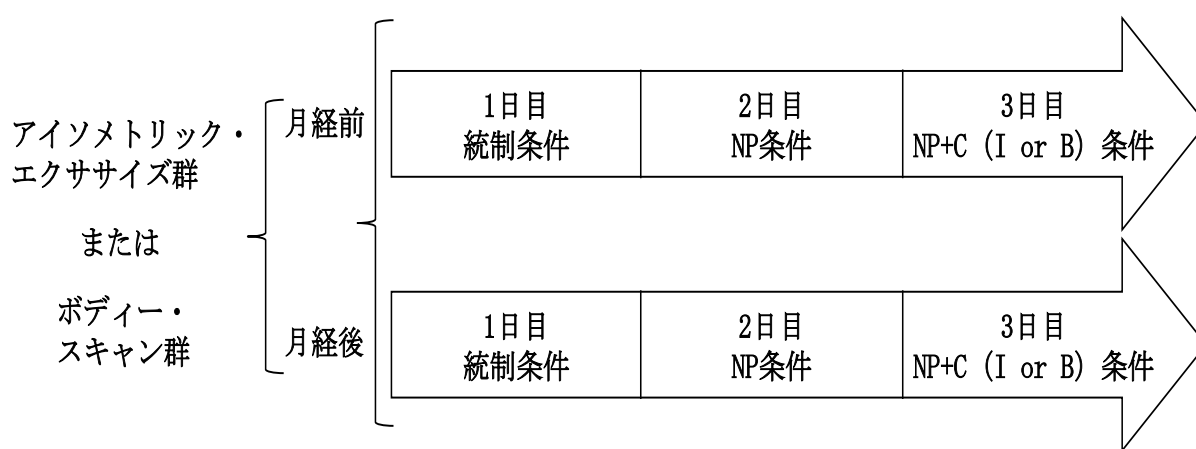 アイソメトリック・
エクササイズ群
または
ボディー・
スキャン群
月経前
1日目
統制条件
2日目
NP条件
3日目
NP+C (I or B) 条件
月経後
1日目
統制条件
2日目
NP条件
3日目
NP+C (I or B) 条件